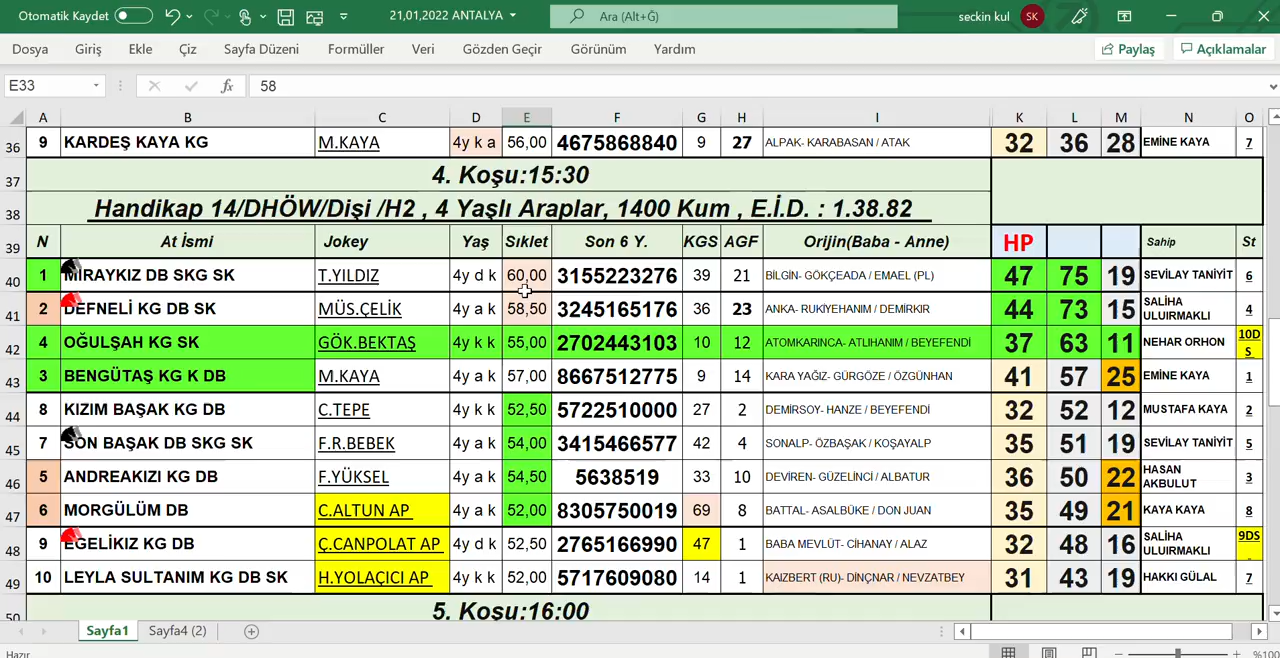 Otomatik Kaydet 21,01,2022 ANTALYA Ara (Alt+Ğ) seckin kul SK
Dosya Giriş Ekle Çiz Sayfa Düzeni Formüller Veri Gözden Geçir Görünüm Yardım Paylaş Açıklamalar
E33 fx 58
A B C D E F G H I K L M N O
36 9 KARDEŞ KAYA KG M.KAYA 4y k a 56,00 4675868840 9 27 ALPAK- KARABASAN / ATAK 32 36 28 EMİNE KAYA 7
37 4. Koşu:15:30
38 Handikap 14/DHÖW/Dişi /H2 , 4 Yaşlı Araplar, 1400 Kum , E.İ.D. : 1.38.82
39 N At İsmi Jokey Yaş Sıklet Son 6 Y. KGS AGF Orijin(Baba - Anne) HP Sahip St
40 1 MİRAYKIZ DB SKG SK T.YILDIZ 4y d k 60,00 3155223276 39 21 BİLGİN- GÖKÇEADA / EMAEL (PL) 47 75 19 SEVİLAY TANİYİT 6
41 2 DEFNELİ KG DB SK MÜS.ÇELİK 4y a k 58,50 3245165176 36 23 ANKA- RUKİYEHANIM / DEMİRKIR 44 73 15 SALİHA ULUIRMAKLI 4
42 4 OĞULŞAH KG SK GÖK.BEKTAŞ 4y k k 55,00 2702443103 10 12 ATOMKARINCA- ATLIHANIM / BEYEFENDİ 37 63 11 NEHAR ORHON 10DS
43 3 BENGÜTAŞ KG K DB M.KAYA 4y a k 57,00 8667512775 9 14 KARA YAĞIZ- GÜRGÖZE / ÖZGÜNHAN 41 57 25 EMİNE KAYA 1
44 8 KIZIM BAŞAK KG DB C.TEPE 4y k k 52,50 5722510000 27 2 DEMİRSOY- HANZE / BEYEFENDİ 32 52 12 MUSTAFA KAYA 2
45 7 SON BAŞAK DB SKG SK F.R.BEBEK 4y a k 54,00 3415466577 42 4 SONALP- ÖZBAŞAK / KOŞAYALP 35 51 19 SEVİLAY TANİYİT 5
46 5 ANDREAKIZI KG DB F.YÜKSEL 4y a k 54,50 5638519 33 10 DEVİREN- GÜZELİNCİ / ALBATUR 36 50 22 HASAN AKBULUT 3
47 6 MORGÜLÜM DB C.ALTUN AP 4y a k 52,00 8305750019 69 8 BATTAL- ASALBÜKE / DON JUAN 35 49 21 KAYA KAYA 8
48 9 EGELİKIZ KG DB Ç.CANPOLAT AP 4y d k 52,50 2765166990 47 1 BABA MEVLÜT- CİHANAY / ALAZ 32 48 16 SALİHA ULUIRMAKLI 9DS
49 10 LEYLA SULTANIM KG DB SK H.YOLAÇICI AP 4y k k 52,00 5717609080 14 1 KAIZBERT (RU)- DİNÇNAR / NEVZATBEY 31 43 19 HAKKI GÜLAL 7
50 5. Koşu:16:00
Sayfa1 Sayfa4 (2)
Hazır %100